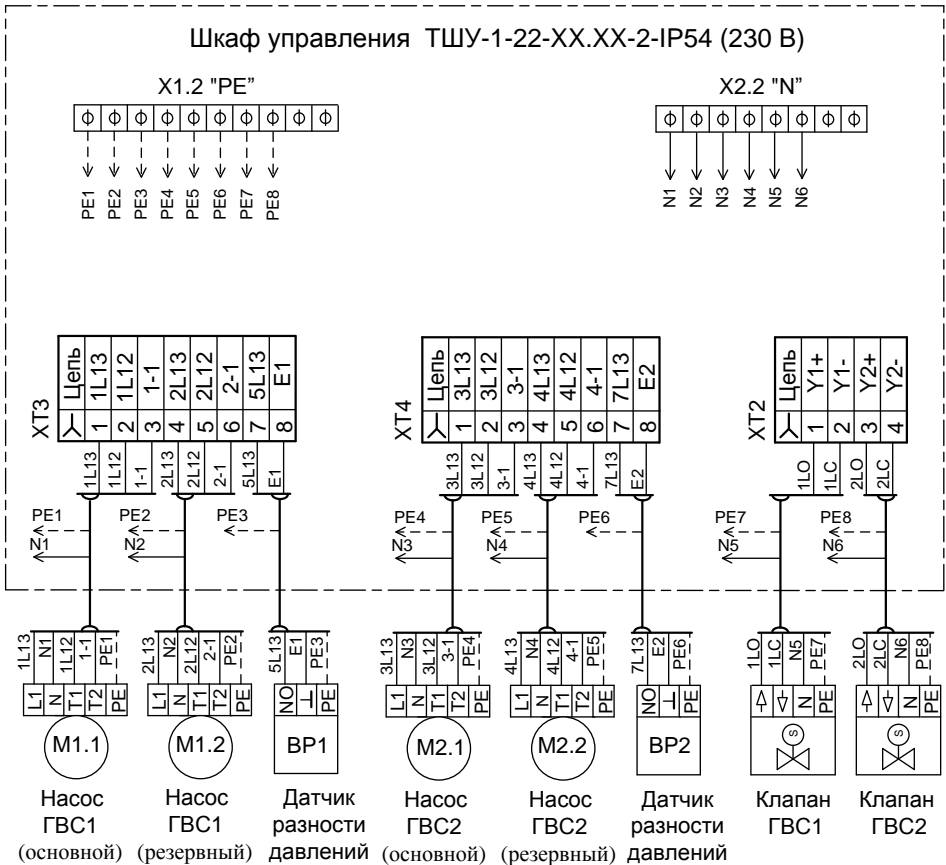 Шкаф управления ТШУ-1-22-ХХ.ХХ-2-IP54 (230 В)
X1.2 "PE”
X2.2 "N”
PE1 PE2 PE3 PE4 PE5 PE6 PE7 PE8
N1 N2 N3 N4 N5 N6
XT3
Цепь 1L13 1L12 1-1 2L13 2L12 2-1 5L13 E1
1 2 3 4 5 6 7 8
1L13 1L12 1-1 2L13 2L12 2-1 5L13 E1
XT4
Цепь 3L13 3L12 3-1 4L13 4L12 4-1 7L13 E2
1 2 3 4 5 6 7 8
3L13 3L12 3-1 4L13 4L12 4-1 7L13 E2
XT2
Цепь Y1+ Y1- Y2+ Y2-
1 2 3 4
1LO 1LC 2LO 2LC
PE1 PE2 PE3 PE4 PE5 PE6 PE7 PE8
N1 N2 N3 N4 N5 N6
1L13 N1 1L12 1-1 PE1
L1 N T1 T2 PE
M1.1
Насос
ГВС1
(основной)
2L13 N2 2L12 2-1 PE2
L1 N T1 T2 PE
M1.2
Насос
ГВС1
(резервный)
5L13 E1 PE3
NO ⊥ PE
BP1
Датчик
разности
давлений
3L13 N3 3L12 3-1 PE4
L1 N T1 T2 PE
M2.1
Насос
ГВС2
(основной)
4L13 N4 4L12 4-1 PE5
L1 N T1 T2 PE
M2.2
Насос
ГВС2
(резервный)
7L13 E2 PE6
NO ⊥ PE
BP2
Датчик
разности
давлений
1LO 1LC N5 PE7
N PE
S
Клапан
ГВС1
2LO 2LC N6 PE8
N PE
S
Клапан
ГВС2